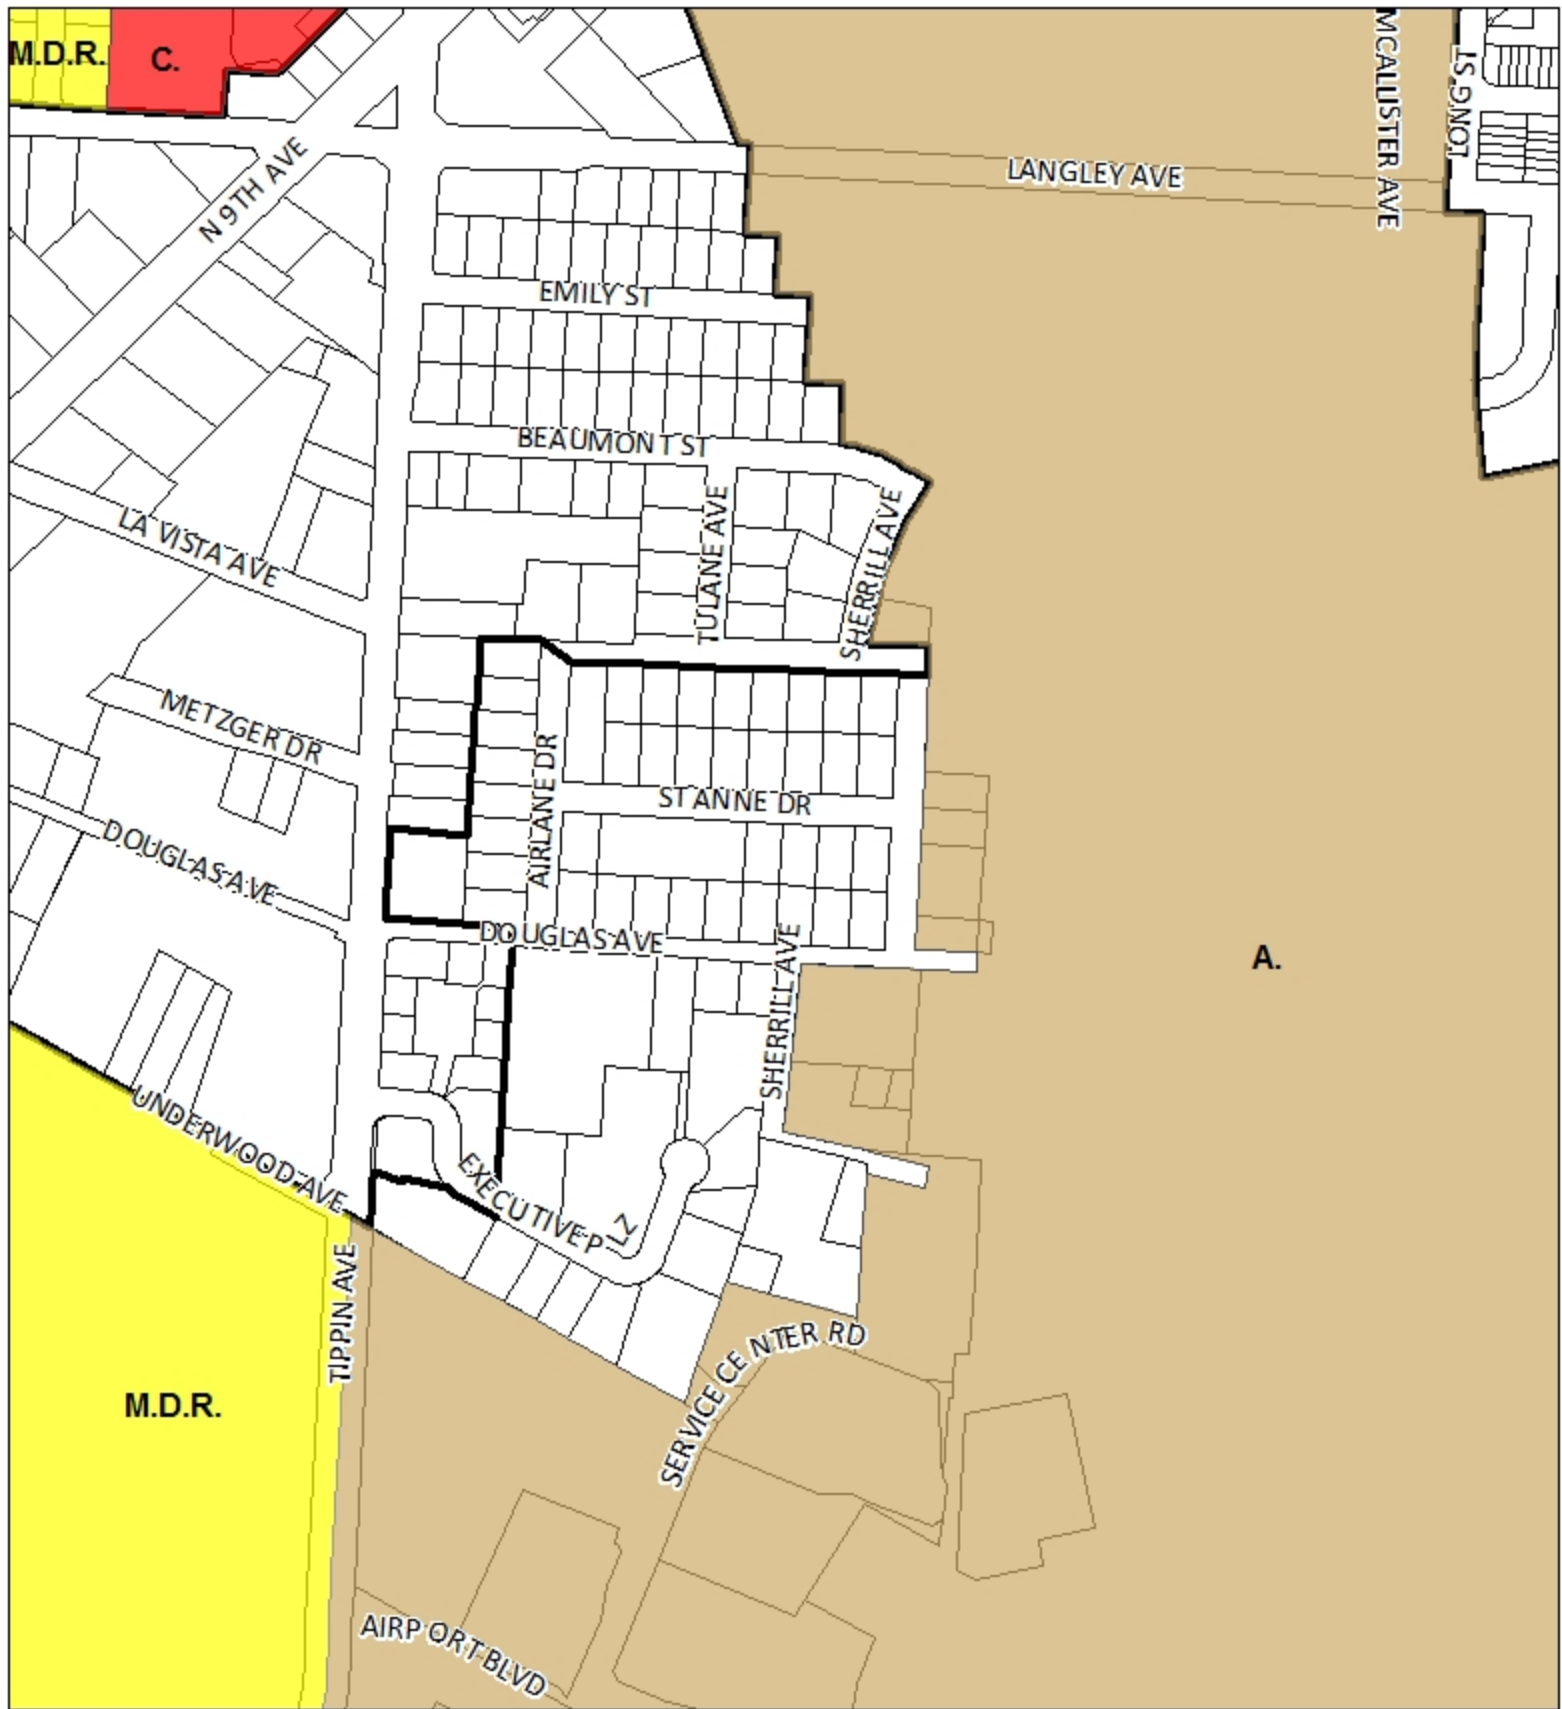 M.D.R.
C.
MCALLISTER AVE
LONG ST
N 9TH AVE
LANGLEY AVE
EMILY ST
BEAUMONT ST
LA VISTA AVE
TULANE AVE
SHERRILL AVE
METZGER DR
AIRLANE DR
ST ANNE DR
DOUGLAS AVE
DOUGLAS AVE
SHERRILL AVE
A.
UNDERWOOD AVE
EXECUTIVE PLZ
TIPPIN AVE
SERVICE CENTER RD
M.D.R.
AIRPORT BLVD